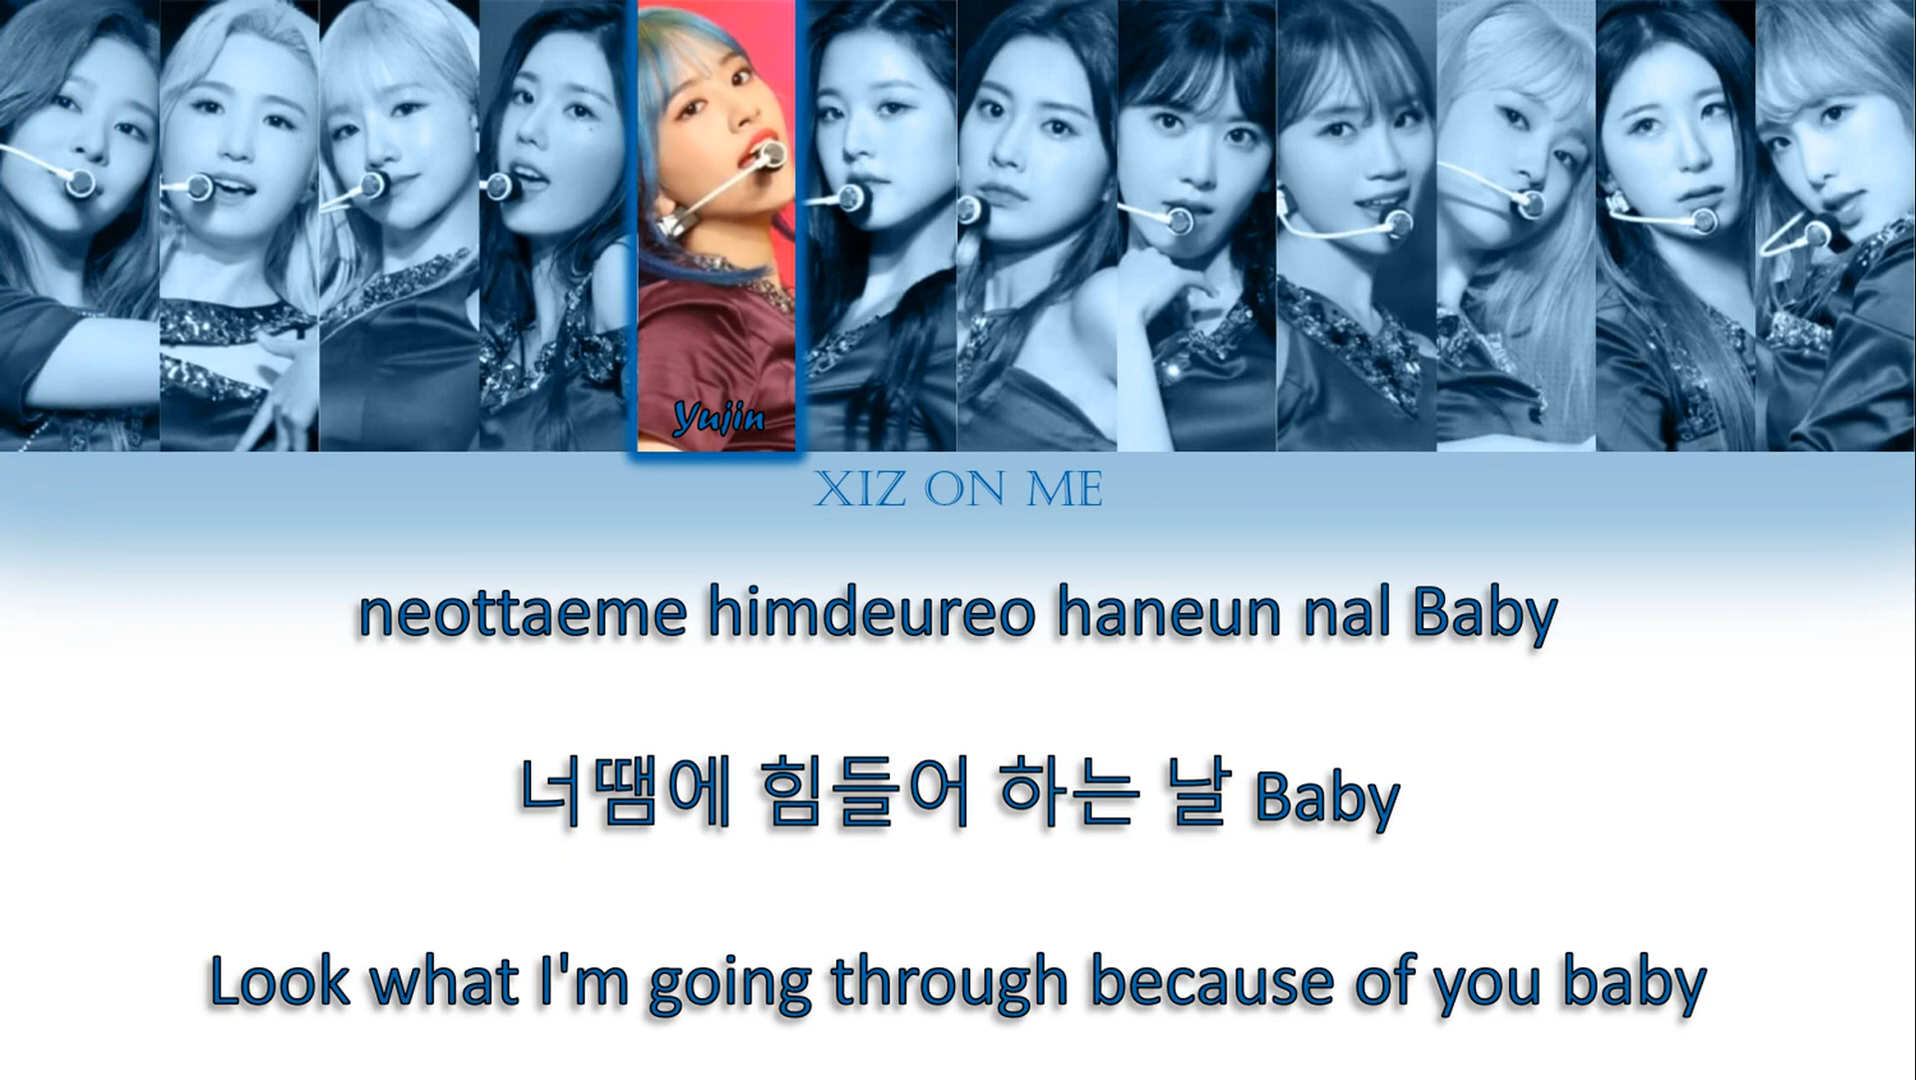 Yujin
XIZ ON ME
neottaeme himdeureo haneun nal Baby
너땜에 힘들어 하는 날 Baby
Look what I'm going through because of you baby